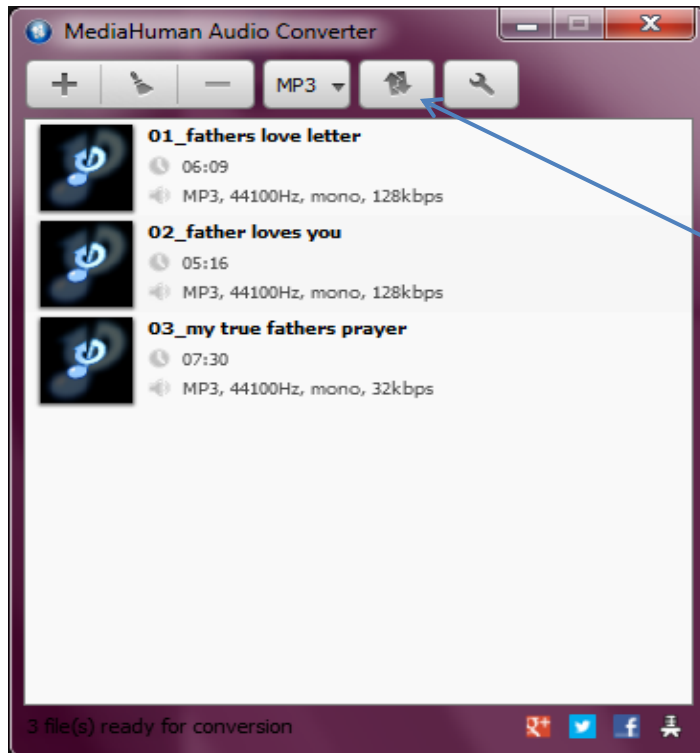 MediaHuman Audio Converter
MP3
01_fathers love letter
06:09
MP3, 44100Hz, mono, 128kbps
02_father loves you
05:16
MP3, 44100Hz, mono, 128kbps
03_my true fathers prayer
07:30
MP3, 44100Hz, mono, 32kbps
3 file(s) ready for conversion